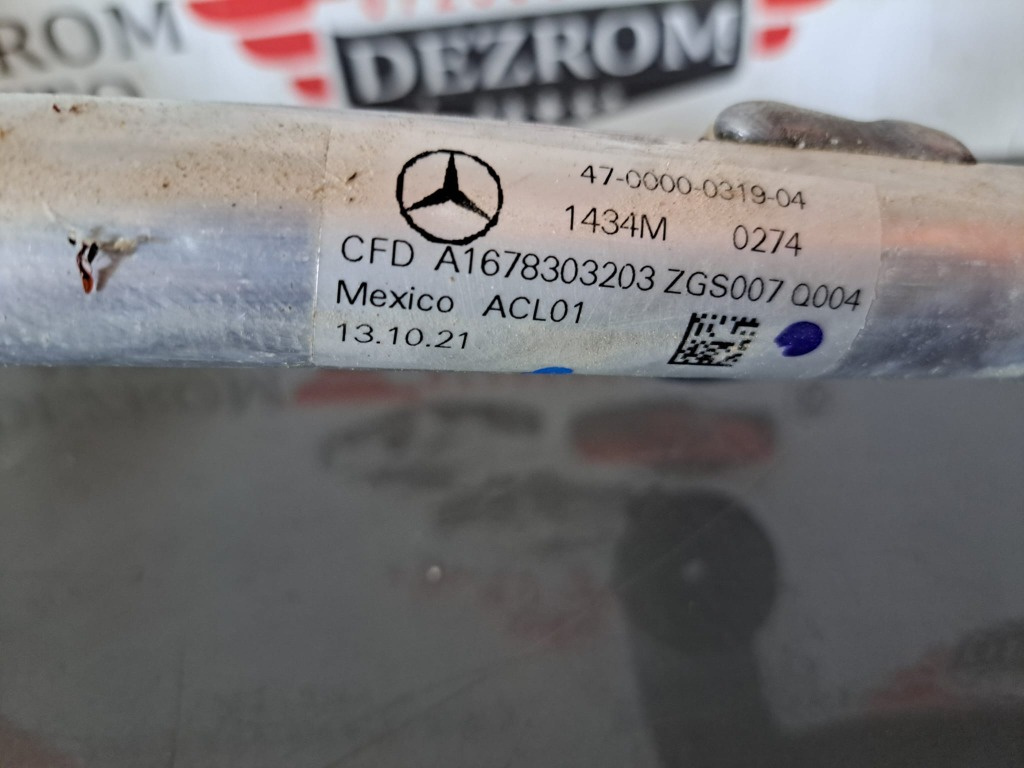 ROM
DEZROM
47-0000-0319-04
1434M 0274
CFD A1678303203 ZGS007 Q004
Mexico ACL01
13.10.21